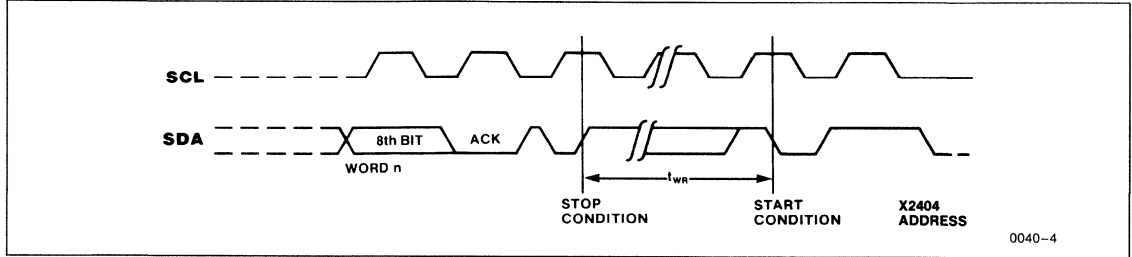 SCL
SDA
8th BIT
ACK
WORD n
tWR
STOP
CONDITION
START
CONDITION
X2404
ADDRESS
0040–4